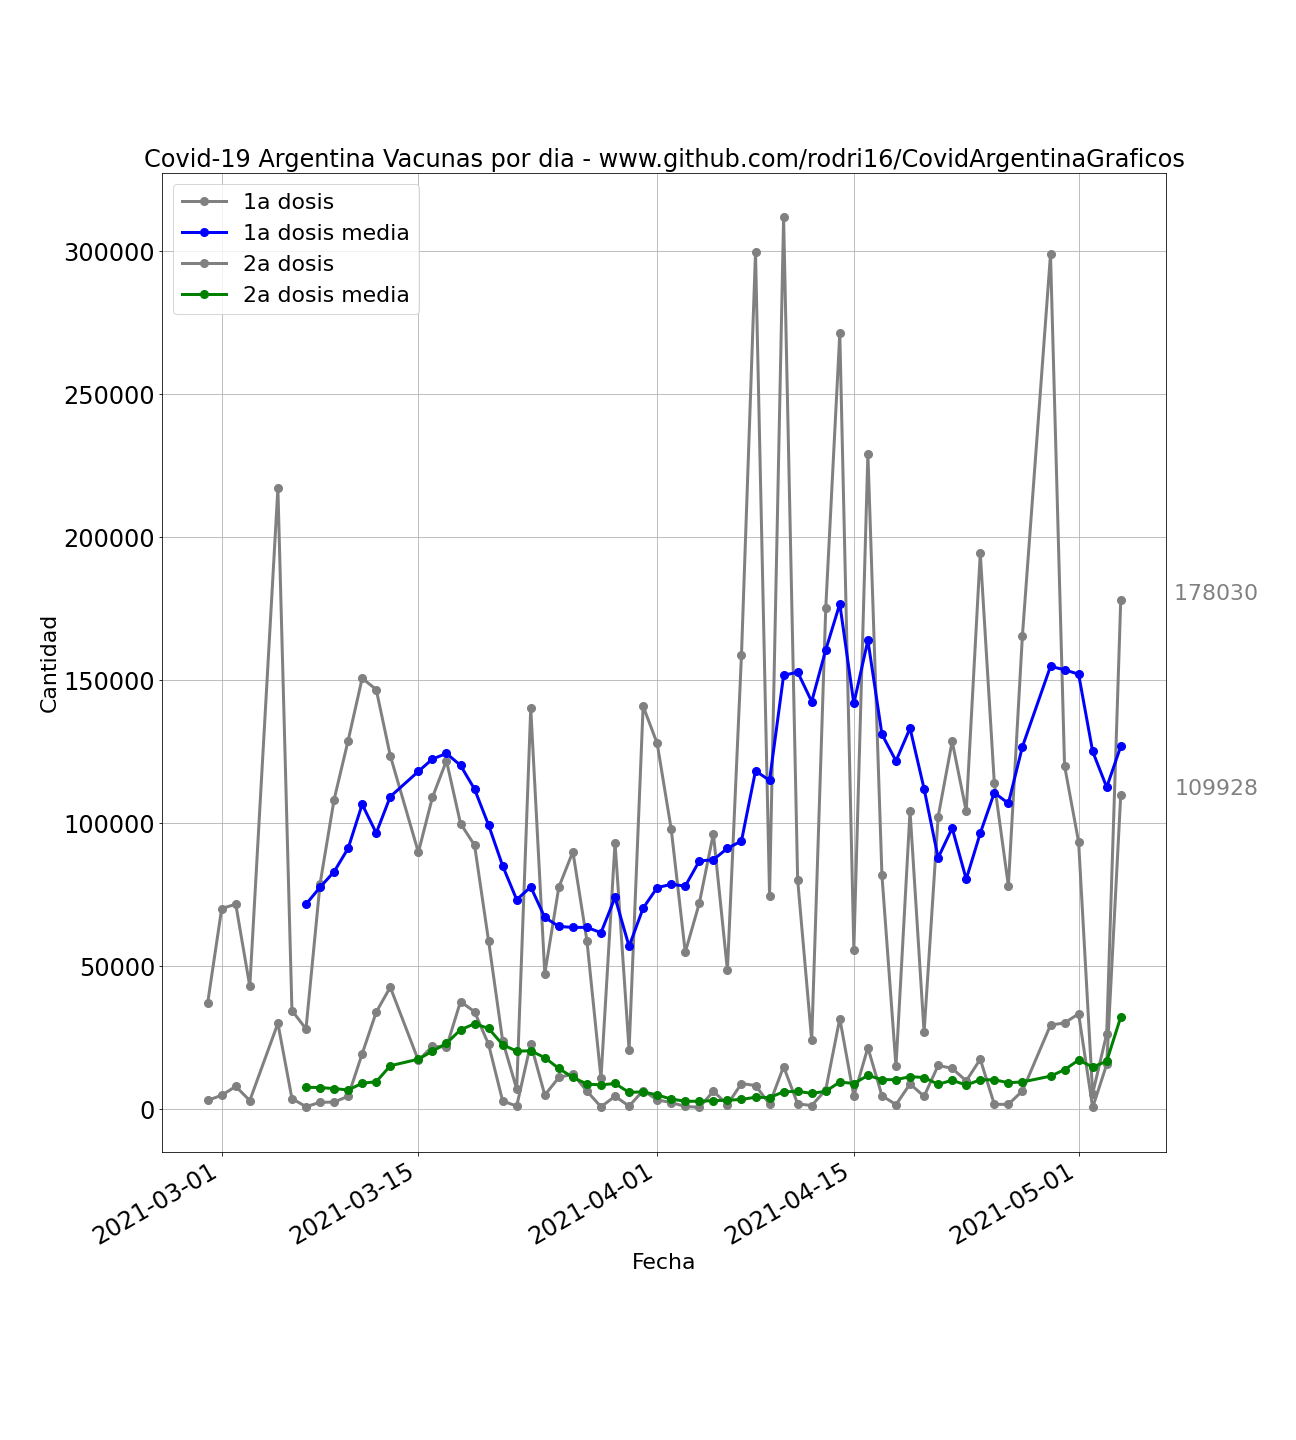 Covid-19 Argentina Vacunas por dia - www.github.com/rodri16/CovidArgentinaGraficos
1a dosis
1a dosis media
2a dosis
2a dosis media
300000
250000
200000
150000
100000
50000
0
Cantidad
178030
109928
2021-03-01
2021-03-15
2021-04-01
2021-04-15
2021-05-01
Fecha